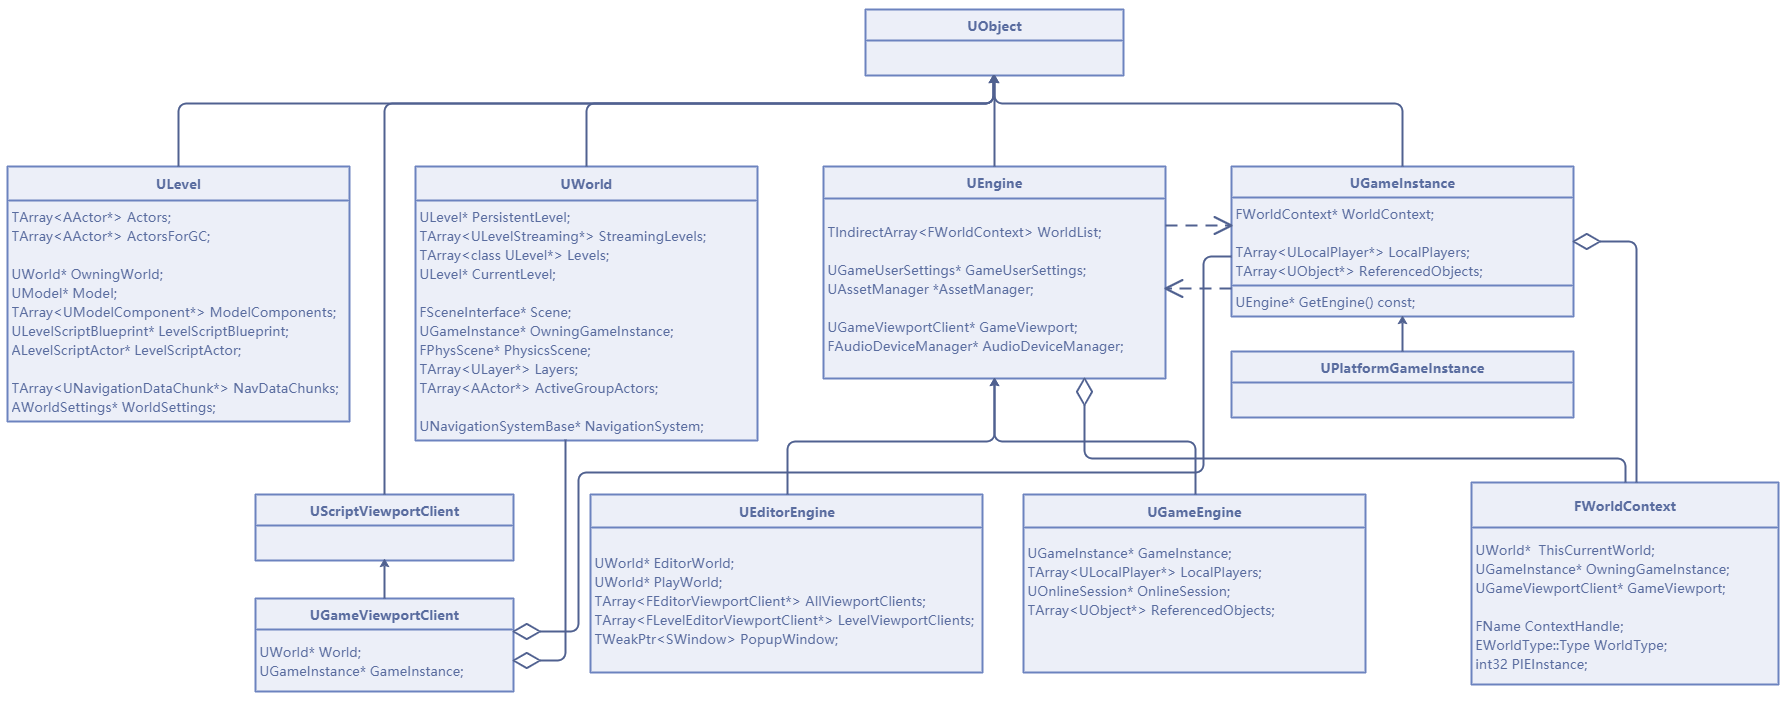 UObject
ULevel
TArray<AActor*> Actors;
TArray<AActor*> ActorsForGC;
UWorld* OwningWorld;
UModel* Model;
TArray<UModelComponent*> ModelComponents;
ULevelScriptBlueprint* LevelScriptBlueprint;
ALevelScriptActor* LevelScriptActor;
TArray<UNavigationDataChunk*> NavDataChunks;
AWorldSettings* WorldSettings;
UWorld
ULevel* PersistentLevel;
TArray<ULevelStreaming*> StreamingLevels;
TArray<class ULevel*> Levels;
ULevel* CurrentLevel;
FSceneInterface* Scene;
UGameInstance* OwningGameInstance;
FPhysScene* PhysicsScene;
TArray<ULayer*> Layers;
TArray<AActor*> ActiveGroupActors;
UNavigationSystemBase* NavigationSystem;
UEngine
TIndirectArray<FWorldContext> WorldList;
UGameUserSettings* GameUserSettings;
UAssetManager *AssetManager;
UGameViewportClient* GameViewport;
FAudioDeviceManager* AudioDeviceManager;
UGameInstance
FWorldContext* WorldContext;
TArray<ULocalPlayer*> LocalPlayers;
TArray<UObject*> ReferencedObjects;
UEngine* GetEngine() const;
UPlatformGameInstance
UScriptViewportClient
UGameViewportClient
UWorld* World;
UGameInstance* GameInstance;
UEditorEngine
UWorld* EditorWorld;
UWorld* PlayWorld;
TArray<FEditorViewportClient*> AllViewportClients;
TArray<FLevelEditorViewportClient*> LevelViewportClients;
TWeakPtr<SWindow> PopupWindow;
UGameEngine
UGameInstance* GameInstance;
TArray<ULocalPlayer*> LocalPlayers;
UOnlineSession* OnlineSession;
TArray<UObject*> ReferencedObjects;
FWorldContext
UWorld*  ThisCurrentWorld;
UGameInstance* OwningGameInstance;
UGameViewportClient* GameViewport;
FName ContextHandle;
EWorldType::Type WorldType;
int32 PIEInstance;